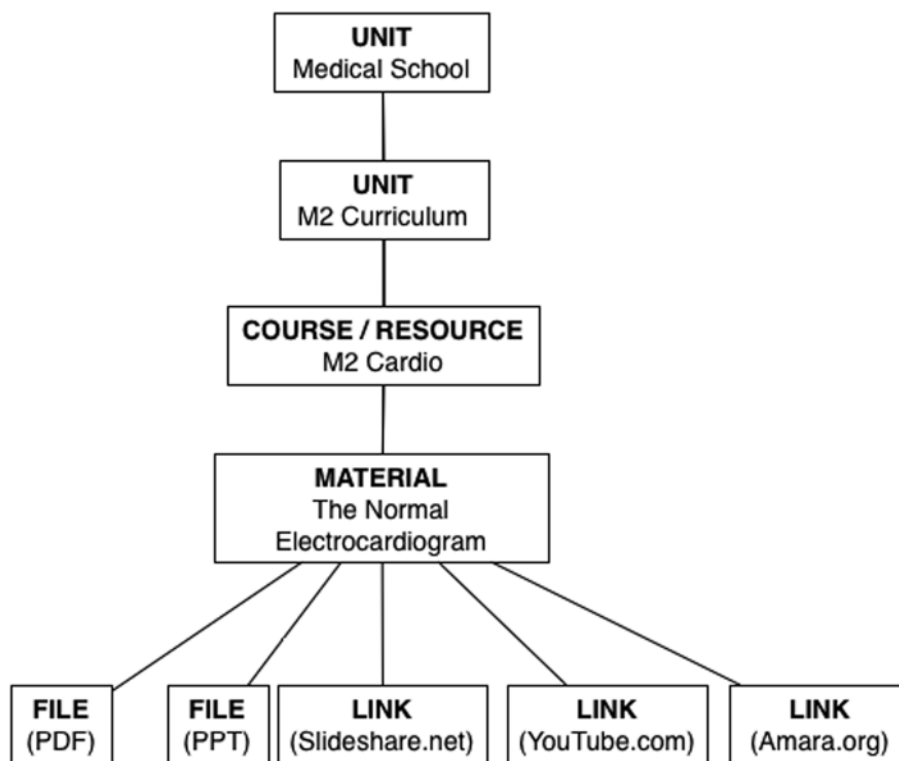 UNIT
Medical School
UNIT
M2 Curriculum
COURSE / RESOURCE
M2 Cardio
MATERIAL
The Normal
Electrocardiogram
FILE
(PDF)
FILE
(PPT)
LINK
(Slideshare.net)
LINK
(YouTube.com)
LINK
(Amara.org)